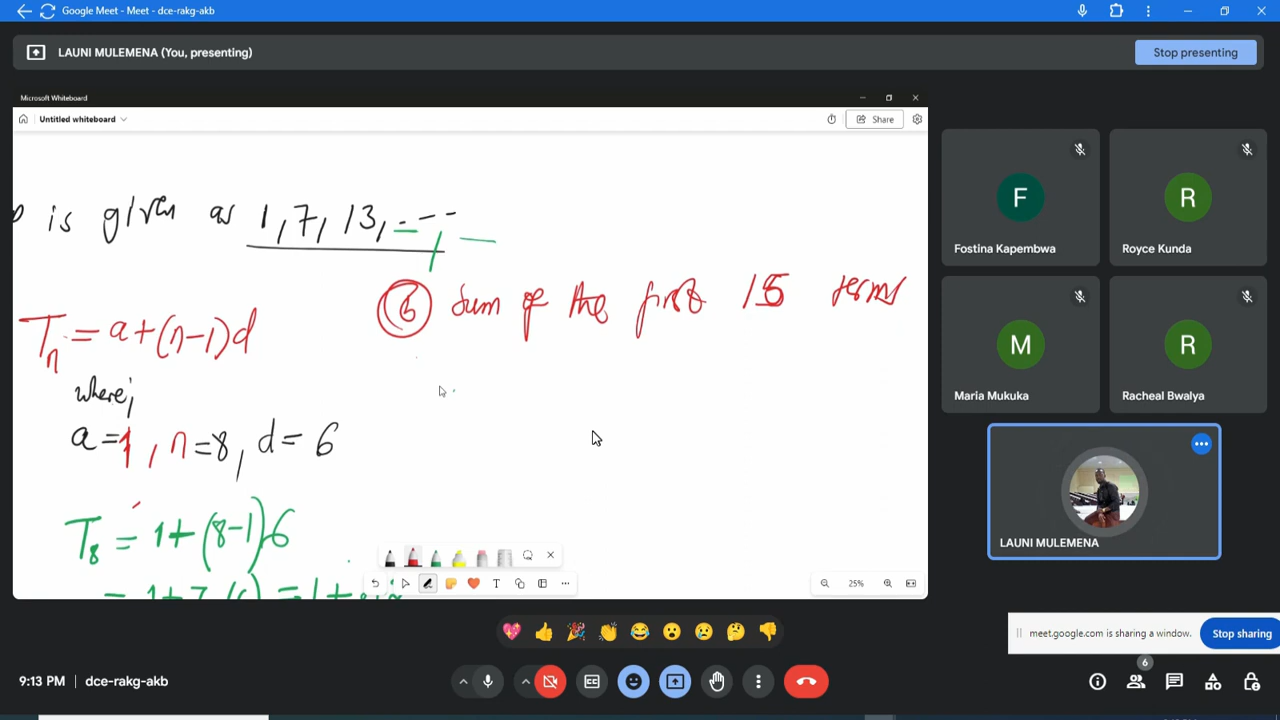 Google Meet - Meet - dce-rakg-akb
LAUNI MULEMENA (You, presenting)
Stop presenting
Microsoft Whiteboard
Untitled whiteboard
Share
is given as 1, 7, 13, ---
6 Sum of the first 15 terms
Tn = a+(n-1)d
where;
a=1, n=8, d= 6
T8 = 1+(8-1)6
25%
F
Fostina Kapembwa
R
Royce Kunda
M
Maria Mukuka
R
Racheal Bwalya
LAUNI MULEMENA
meet.google.com is sharing a window.
Stop sharing
9:13 PM | dce-rakg-akb
6